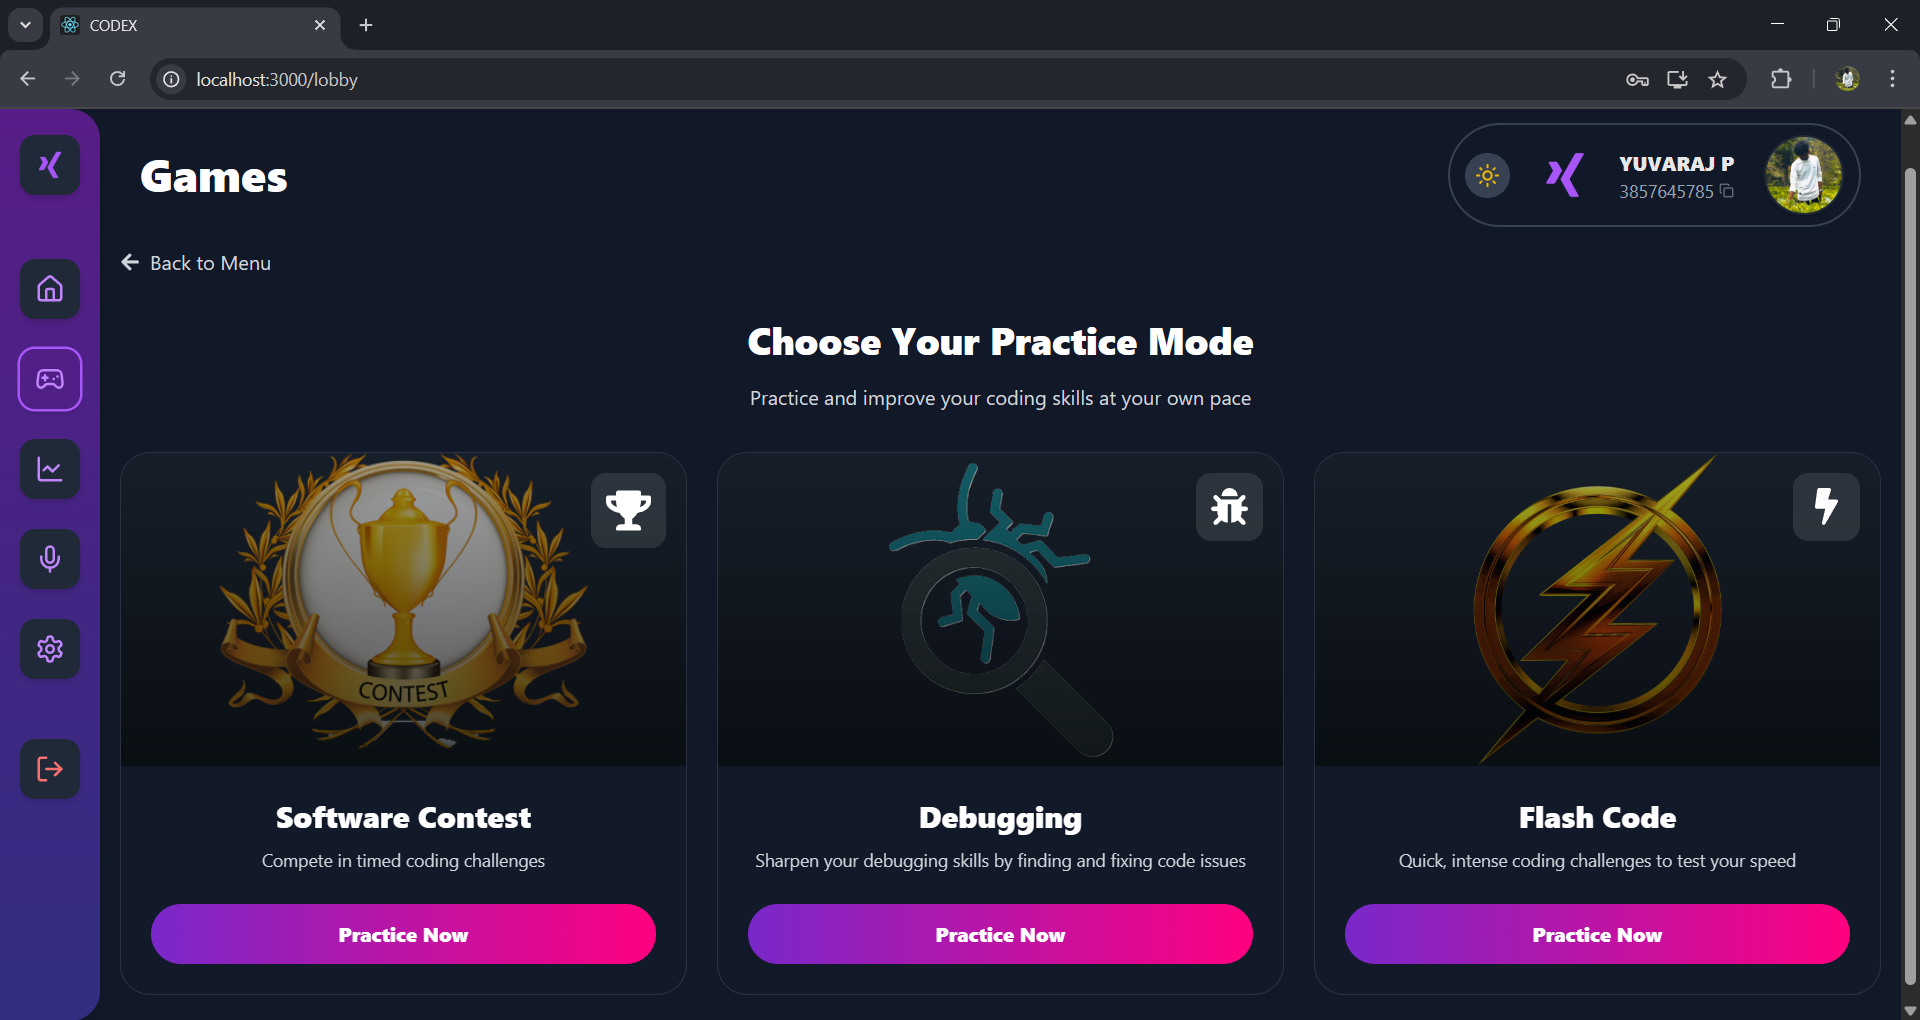 CODEX
localhost:3000/lobby
Games
YUVARAJ P
3857645785
Back to Menu
Choose Your Practice Mode
Practice and improve your coding skills at your own pace
CONTEST
Software Contest
Compete in timed coding challenges
Practice Now
Debugging
Sharpen your debugging skills by finding and fixing code issues
Practice Now
Flash Code
Quick, intense coding challenges to test your speed
Practice Now